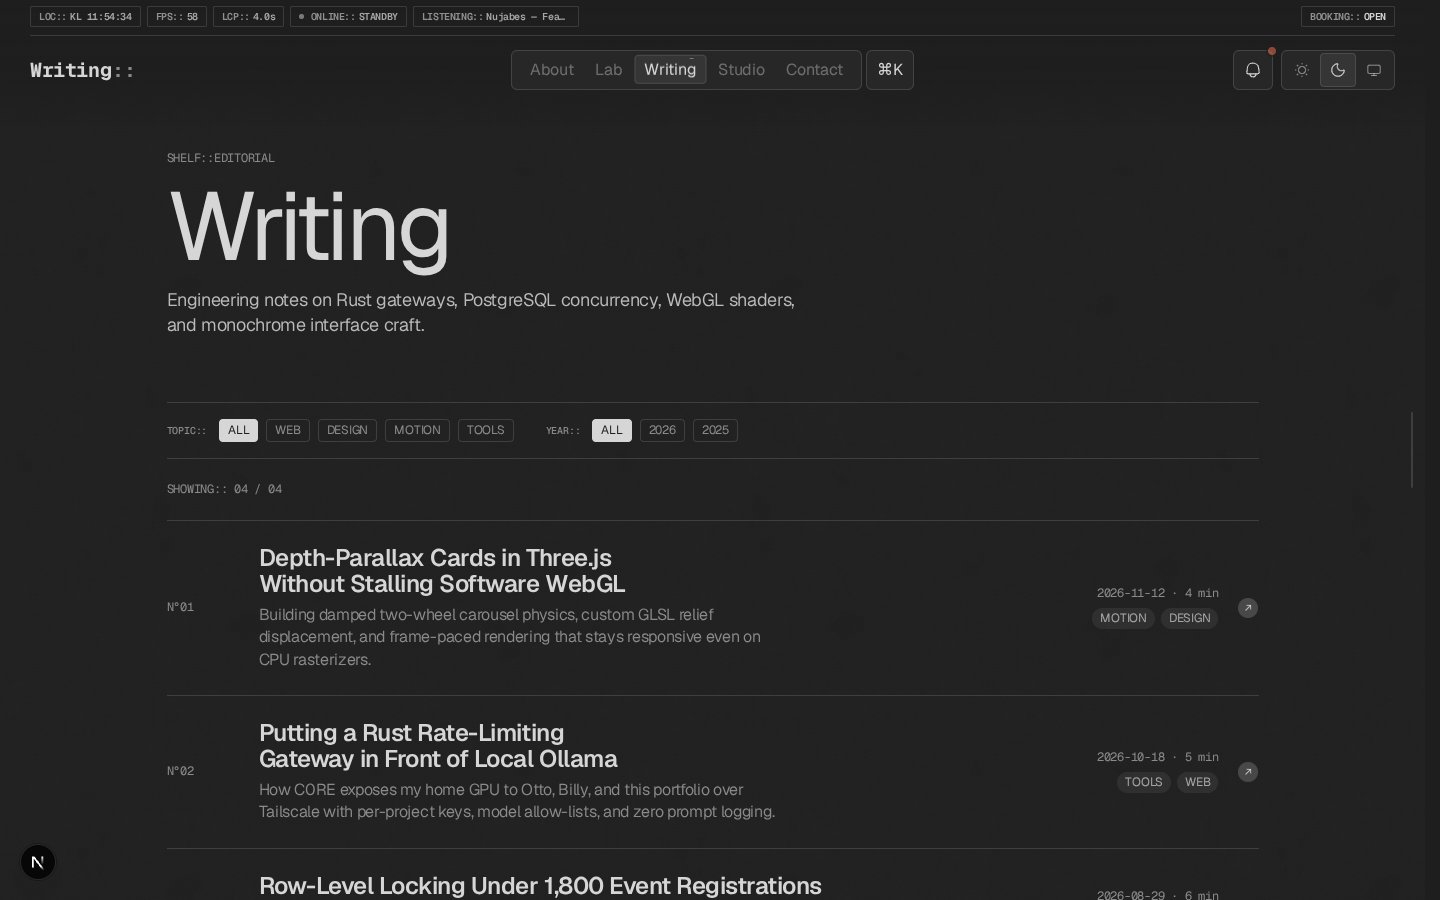 LOC:: KL 11:54:34
FPS:: 58
LCP:: 4.0s
ONLINE:: STANDBY
LISTENING:: Nujabes — Fea…
BOOKING:: OPEN
Writing::
About
Lab
Writing
Studio
Contact
⌘K
SHELF::EDITORIAL
Writing
Engineering notes on Rust gateways, PostgreSQL concurrency, WebGL shaders,
and monochrome interface craft.
TOPIC:: ALL WEB DESIGN MOTION TOOLS YEAR:: ALL 2026 2025
SHOWING:: 04 / 04
N°01
Depth-Parallax Cards in Three.js
Without Stalling Software WebGL
Building damped two-wheel carousel physics, custom GLSL relief
displacement, and frame-paced rendering that stays responsive even on
CPU rasterizers.
2026-11-12 · 4 min
MOTION DESIGN
N°02
Putting a Rust Rate-Limiting
Gateway in Front of Local Ollama
How CORE exposes my home GPU to Otto, Billy, and this portfolio over
Tailscale with per-project keys, model allow-lists, and zero prompt logging.
2026-10-18 · 5 min
TOOLS WEB
Row-Level Locking Under 1,800 Event Registrations
2026-08-29 · 6 min
N